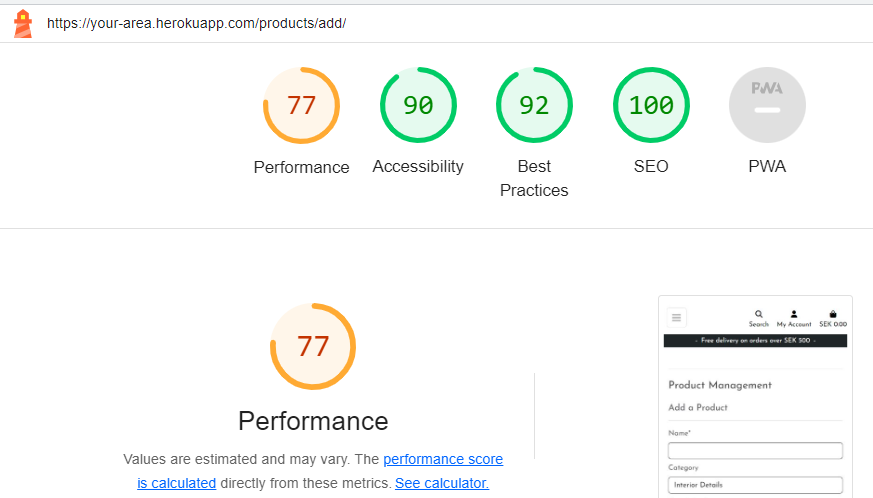 https://your-area.herokuapp.com/products/add/
77
90
92
100
PWA
Performance
Accessibility
Best
Practices
SEO
PWA
77
Performance
Values are estimated and may vary. The performance score
is calculated directly from these metrics. See calculator.
Search My Account SEK 0.00
- Free delivery on orders over SEK 500 -
Product Management
Add a Product
Name*
Category
Interior Details